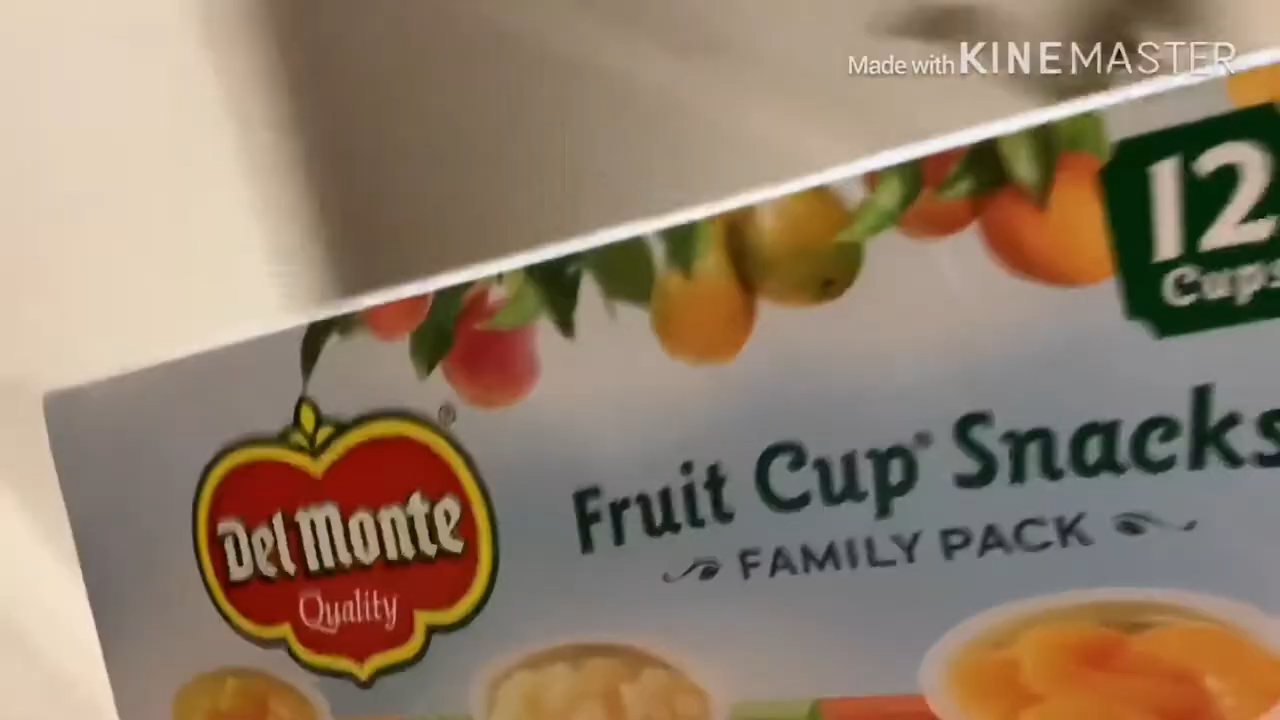 Made with KINEMASTER
12
Cups
Fruit Cup® Snacks
FAMILY PACK
Del Monte®
Quality